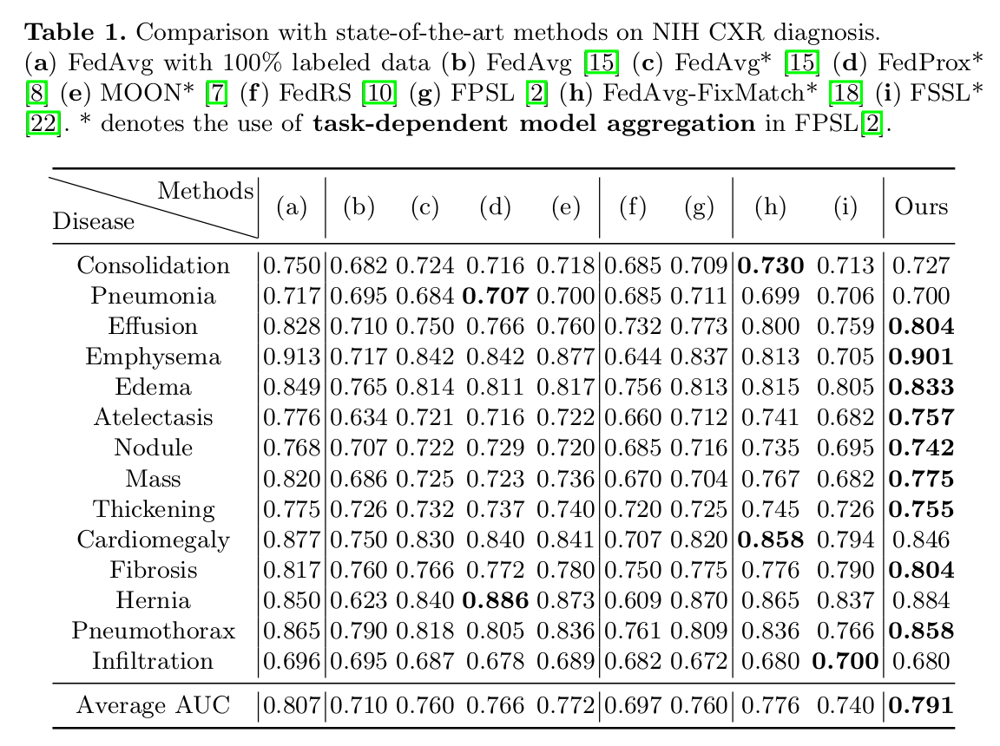 Table 1. Comparison with state-of-the-art methods on NIH CXR diagnosis.
(a) FedAvg with 100% labeled data (b) FedAvg [15] (c) FedAvg* [15] (d) FedProx*
[8] (e) MOON* [7] (f) FedRS [10] (g) FPSL [2] (h) FedAvg-FixMatch* [18] (i) FSSL*
[22]. * denotes the use of task-dependent model aggregation in FPSL[2].
Methods
Disease (a) (b) (c) (d) (e) (f) (g) (h) (i) Ours
Consolidation 0.750 0.682 0.724 0.716 0.718 0.685 0.709 0.730 0.713 0.727
Pneumonia 0.717 0.695 0.684 0.707 0.700 0.685 0.711 0.699 0.706 0.700
Effusion 0.828 0.710 0.750 0.766 0.760 0.732 0.773 0.800 0.759 0.804
Emphysema 0.913 0.717 0.842 0.842 0.877 0.644 0.837 0.813 0.705 0.901
Edema 0.849 0.765 0.814 0.811 0.817 0.756 0.813 0.815 0.805 0.833
Atelectasis 0.776 0.634 0.721 0.716 0.722 0.660 0.712 0.741 0.682 0.757
Nodule 0.768 0.707 0.722 0.729 0.720 0.685 0.716 0.735 0.695 0.742
Mass 0.820 0.686 0.725 0.723 0.736 0.670 0.704 0.767 0.682 0.775
Thickening 0.775 0.726 0.732 0.737 0.740 0.720 0.725 0.745 0.726 0.755
Cardiomegaly 0.877 0.750 0.830 0.840 0.841 0.707 0.820 0.858 0.794 0.846
Fibrosis 0.817 0.760 0.766 0.772 0.780 0.750 0.775 0.776 0.790 0.804
Hernia 0.850 0.623 0.840 0.886 0.873 0.609 0.870 0.865 0.837 0.884
Pneumothorax 0.865 0.790 0.818 0.805 0.836 0.761 0.809 0.836 0.766 0.858
Infiltration 0.696 0.695 0.687 0.678 0.689 0.682 0.672 0.680 0.700 0.680
Average AUC 0.807 0.710 0.760 0.766 0.772 0.697 0.760 0.776 0.740 0.791